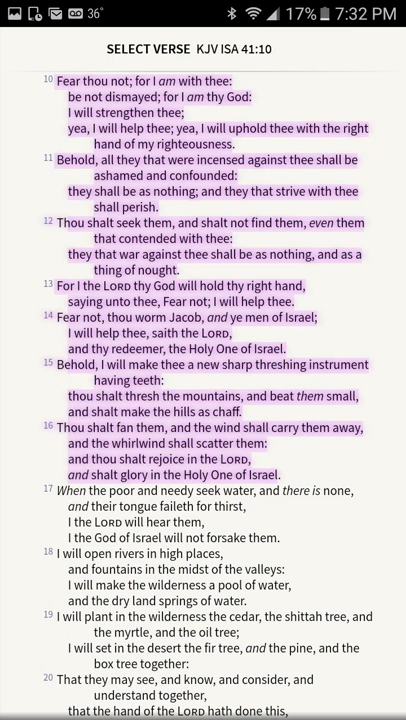 36° 17% 7:32 PM
SELECT VERSE KJV ISA 41:10
10 Fear thou not; for I am with thee:
be not dismayed; for I am thy God:
I will strengthen thee;
yea, I will help thee; yea, I will uphold thee with the right
hand of my righteousness.
11 Behold, all they that were incensed against thee shall be
ashamed and confounded:
they shall be as nothing; and they that strive with thee
shall perish.
12 Thou shalt seek them, and shalt not find them, even them
that contended with thee:
they that war against thee shall be as nothing, and as a
thing of nought.
13 For I the LORD thy God will hold thy right hand,
saying unto thee, Fear not; I will help thee.
14 Fear not, thou worm Jacob, and ye men of Israel;
I will help thee, saith the LORD,
and thy redeemer, the Holy One of Israel.
15 Behold, I will make thee a new sharp threshing instrument
having teeth:
thou shalt thresh the mountains, and beat them small,
and shalt make the hills as chaff.
16 Thou shalt fan them, and the wind shall carry them away,
and the whirlwind shall scatter them:
and thou shalt rejoice in the LORD,
and shalt glory in the Holy One of Israel.
17 When the poor and needy seek water, and there is none,
and their tongue faileth for thirst,
I the LORD will hear them,
I the God of Israel will not forsake them.
18 I will open rivers in high places,
and fountains in the midst of the valleys:
I will make the wilderness a pool of water,
and the dry land springs of water.
19 I will plant in the wilderness the cedar, the shittah tree, and
the myrtle, and the oil tree;
I will set in the desert the fir tree, and the pine, and the
box tree together:
20 That they may see, and know, and consider, and
understand together,
that the hand of the LORD hath done this,